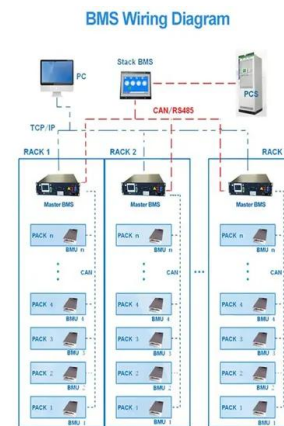 BMS Wiring Diagram
PC
Stack BMS
PCS
CAN/RS485
TCP/IP
RACK 1
RACK 2
RACK
Master BMS
Master BMS
Master BMS
PACK n
BMU n
PACK n
BMU n
PACK n
BMU n
CAN
CAN
CAN
PACK 4
BMU 4
PACK 4
BMU 4
PACK 4
BMU 4
PACK 3
BMU 3
PACK 3
BMU 3
PACK 3
BMU 3
PACK 2
BMU
PACK 2
BMU
PACK 2
BMU
PACK 1
BMU 1
PACK 1
BMU 1
PACK 1
BMU 1